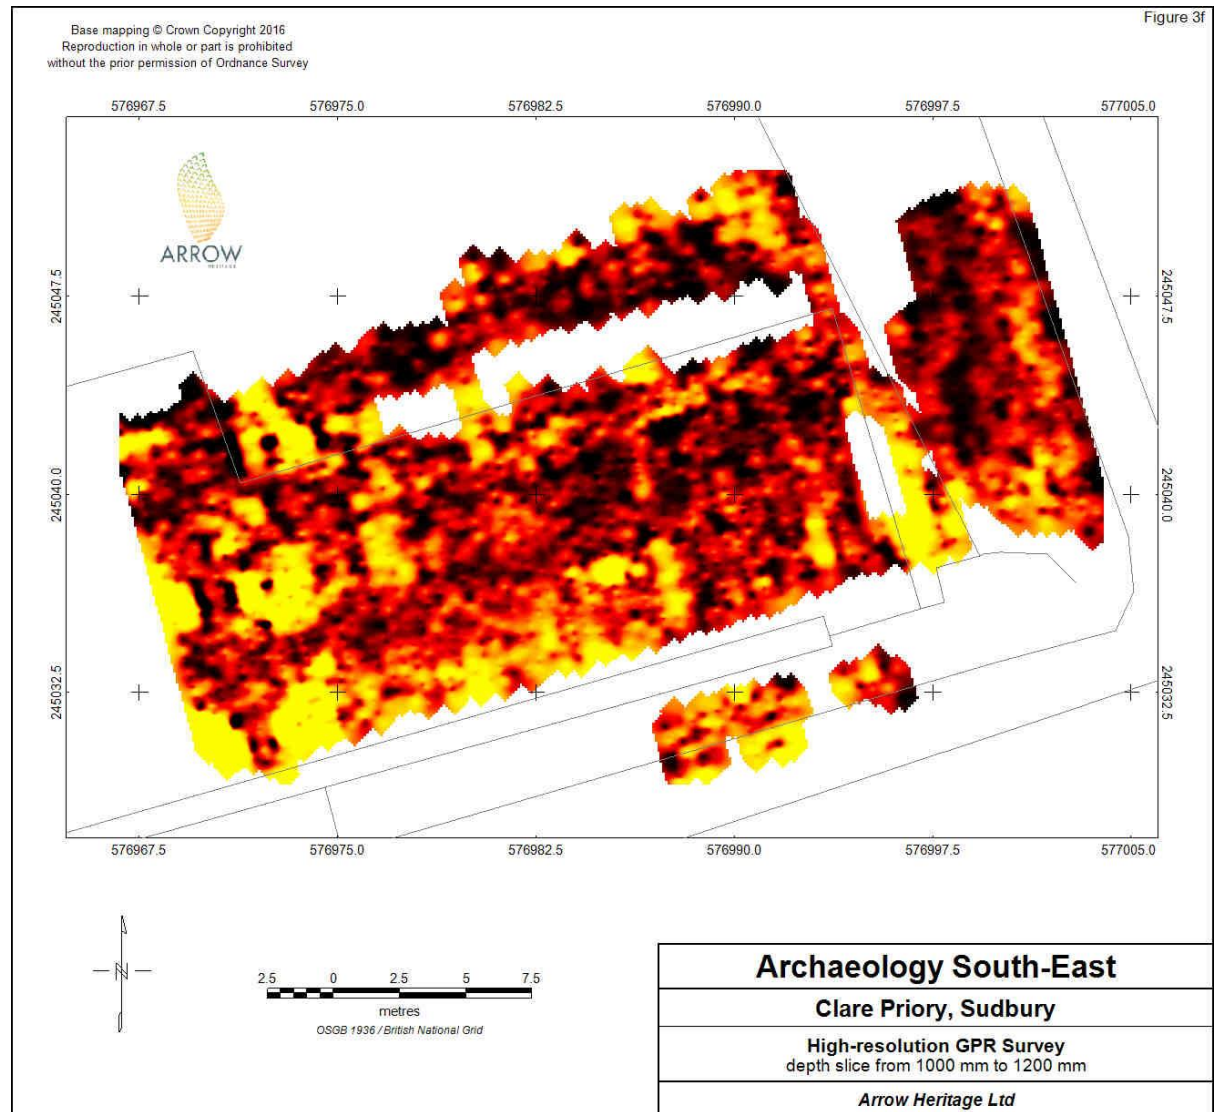 Figure 3f
Base mapping © Crown Copyright 2016
Reproduction in whole or part is prohibited
without the prior permission of Ordnance Survey
576967.5 576975.0 576982.5 576990.0 576997.5 577005.0
ARROW
HERITAGE
245047.5 245047.5
245040.0 245040.0
245032.5 245032.5
576967.5 576975.0 576982.5 576990.0 576997.5 577005.0
N
2.5 0 2.5 5 7.5
metres
OSGB 1936 / British National Grid
Archaeology South-East
Clare Priory, Sudbury
High-resolution GPR Survey
depth slice from 1000 mm to 1200 mm
Arrow Heritage Ltd